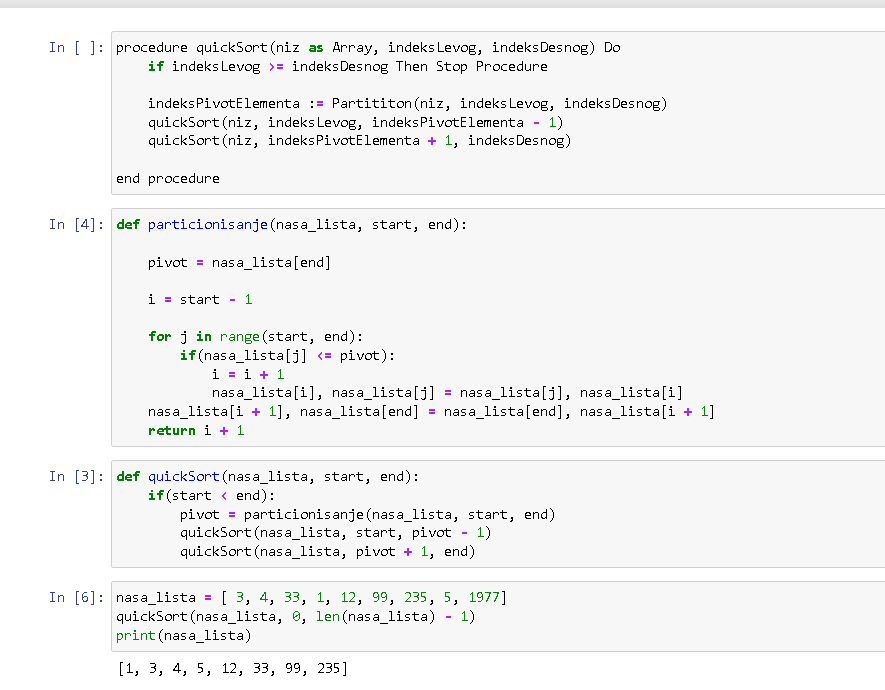 In [ ]: procedure quickSort(niz as Array, indeksLevog, indeksDesnog) Do
if indeksLevog >= indeksDesnog Then Stop Procedure
indeksPivotElementa := Partititon(niz, indeksLevog, indeksDesnog)
quickSort(niz, indeksLevog, indeksPivotElementa - 1)
quickSort(niz, indeksPivotElementa + 1, indeksDesnog)
end procedure
In [4]: def particionisanje(nasa_lista, start, end):
pivot = nasa_lista[end]
i = start - 1
for j in range(start, end):
if(nasa_lista[j] <= pivot):
i = i + 1
nasa_lista[i], nasa_lista[j] = nasa_lista[j], nasa_lista[i]
nasa_lista[i + 1], nasa_lista[end] = nasa_lista[end], nasa_lista[i + 1]
return i + 1
In [3]: def quickSort(nasa_lista, start, end):
if(start < end):
pivot = particionisanje(nasa_lista, start, end)
quickSort(nasa_lista, start, pivot - 1)
quickSort(nasa_lista, pivot + 1, end)
In [6]: nasa_lista = [ 3, 4, 33, 1, 12, 99, 235, 5, 1977]
quickSort(nasa_lista, 0, len(nasa_lista) - 1)
print(nasa_lista)
[1, 3, 4, 5, 12, 33, 99, 235]